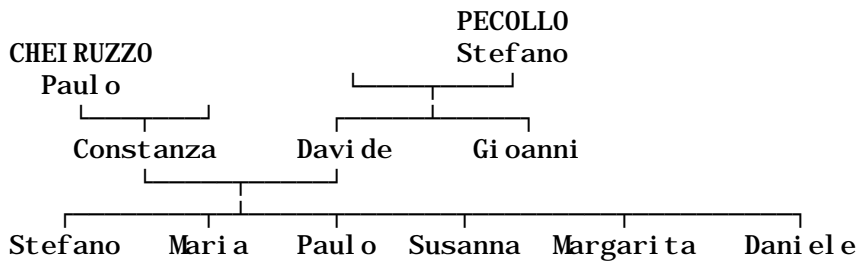 PECOLLO
CHEIRUZZO Stefano
Paulo
Constanza Davide Gioanni
Stefano Maria Paulo Susanna Margarita Daniele